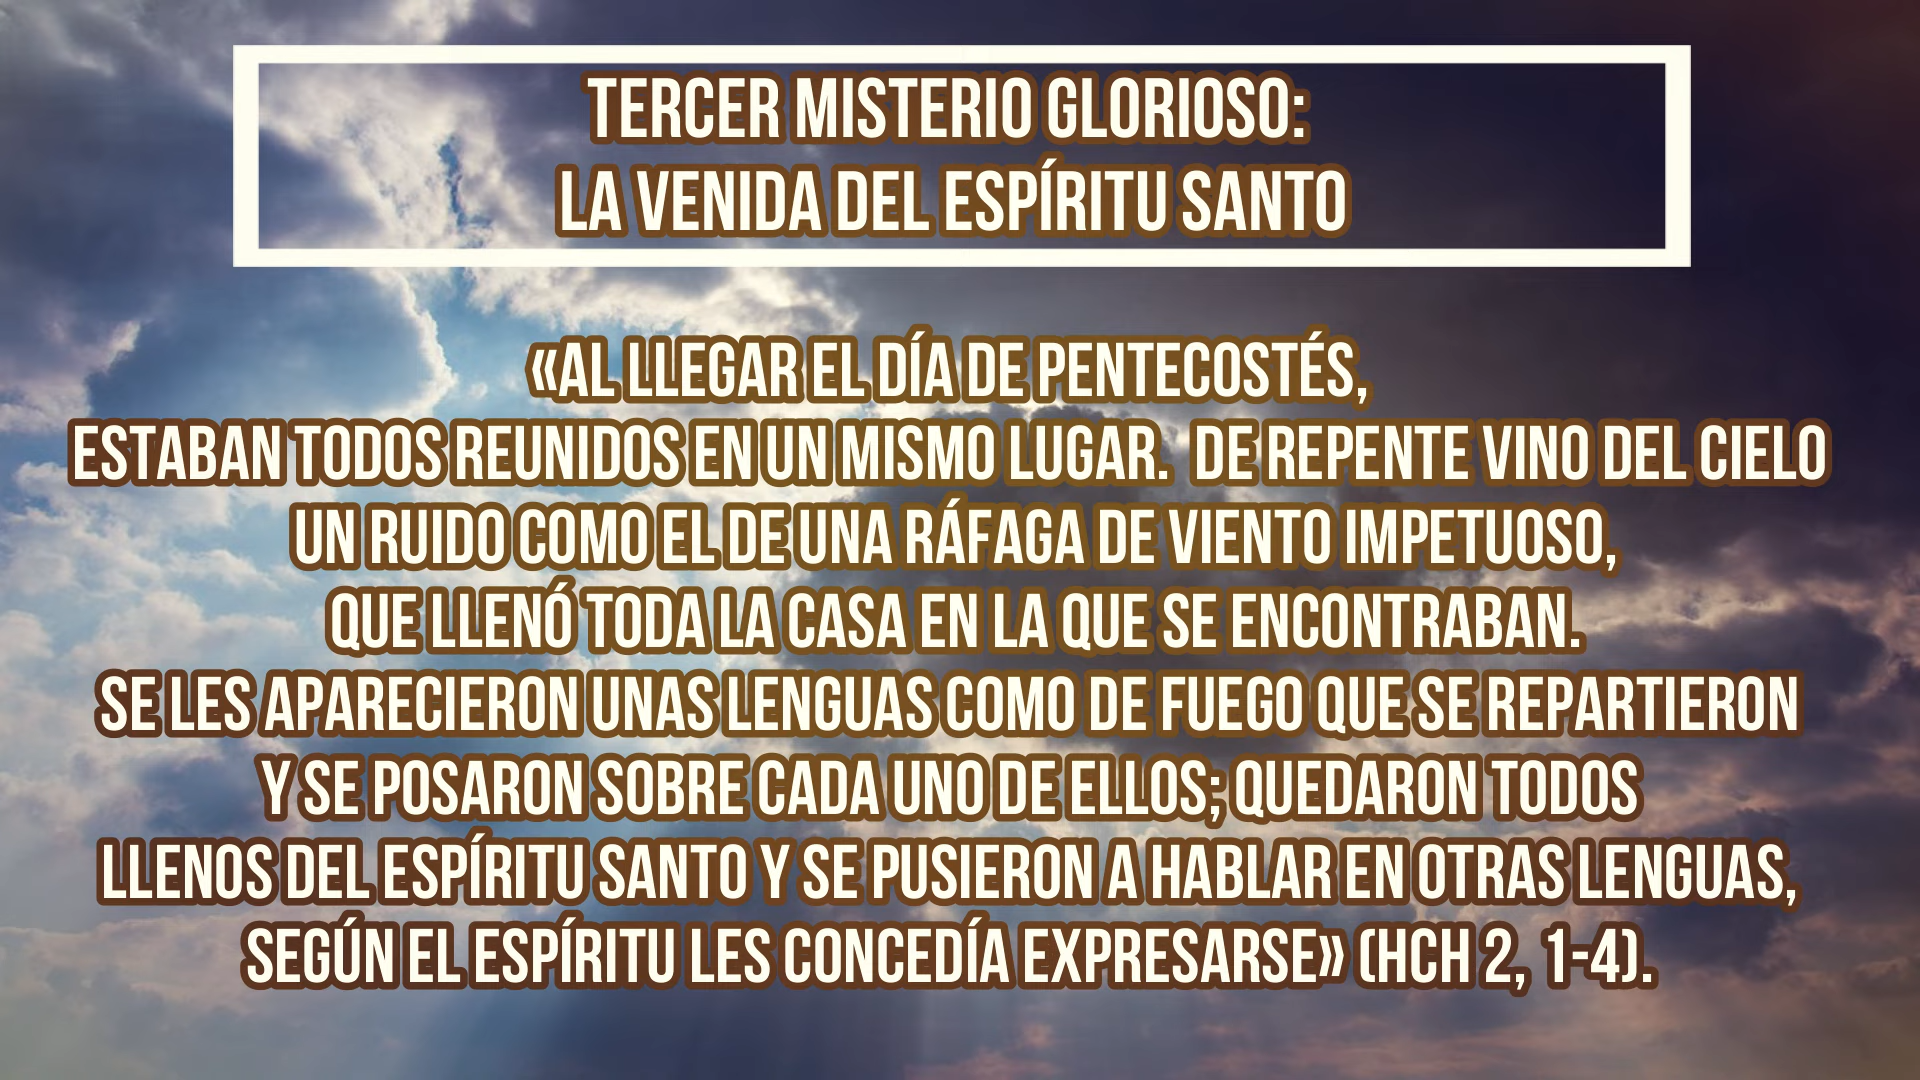 TERCER MISTERIO GLORIOSO:
LA VENIDA DEL ESPÍRITU SANTO
«AL LLEGAR EL DÍA DE PENTECOSTÉS,
ESTABAN TODOS REUNIDOS EN UN MISMO LUGAR. DE REPENTE VINO DEL CIELO
UN RUIDO COMO EL DE UNA RÁFAGA DE VIENTO IMPETUOSO,
QUE LLENÓ TODA LA CASA EN LA QUE SE ENCONTRABAN.
SE LES APARECIERON UNAS LENGUAS COMO DE FUEGO QUE SE REPARTIERON
Y SE POSARON SOBRE CADA UNO DE ELLOS; QUEDARON TODOS
LLENOS DEL ESPÍRITU SANTO Y SE PUSIERON A HABLAR EN OTRAS LENGUAS,
SEGÚN EL ESPÍRITU LES CONCEDÍA EXPRESARSE» (HCH 2, 1-4).